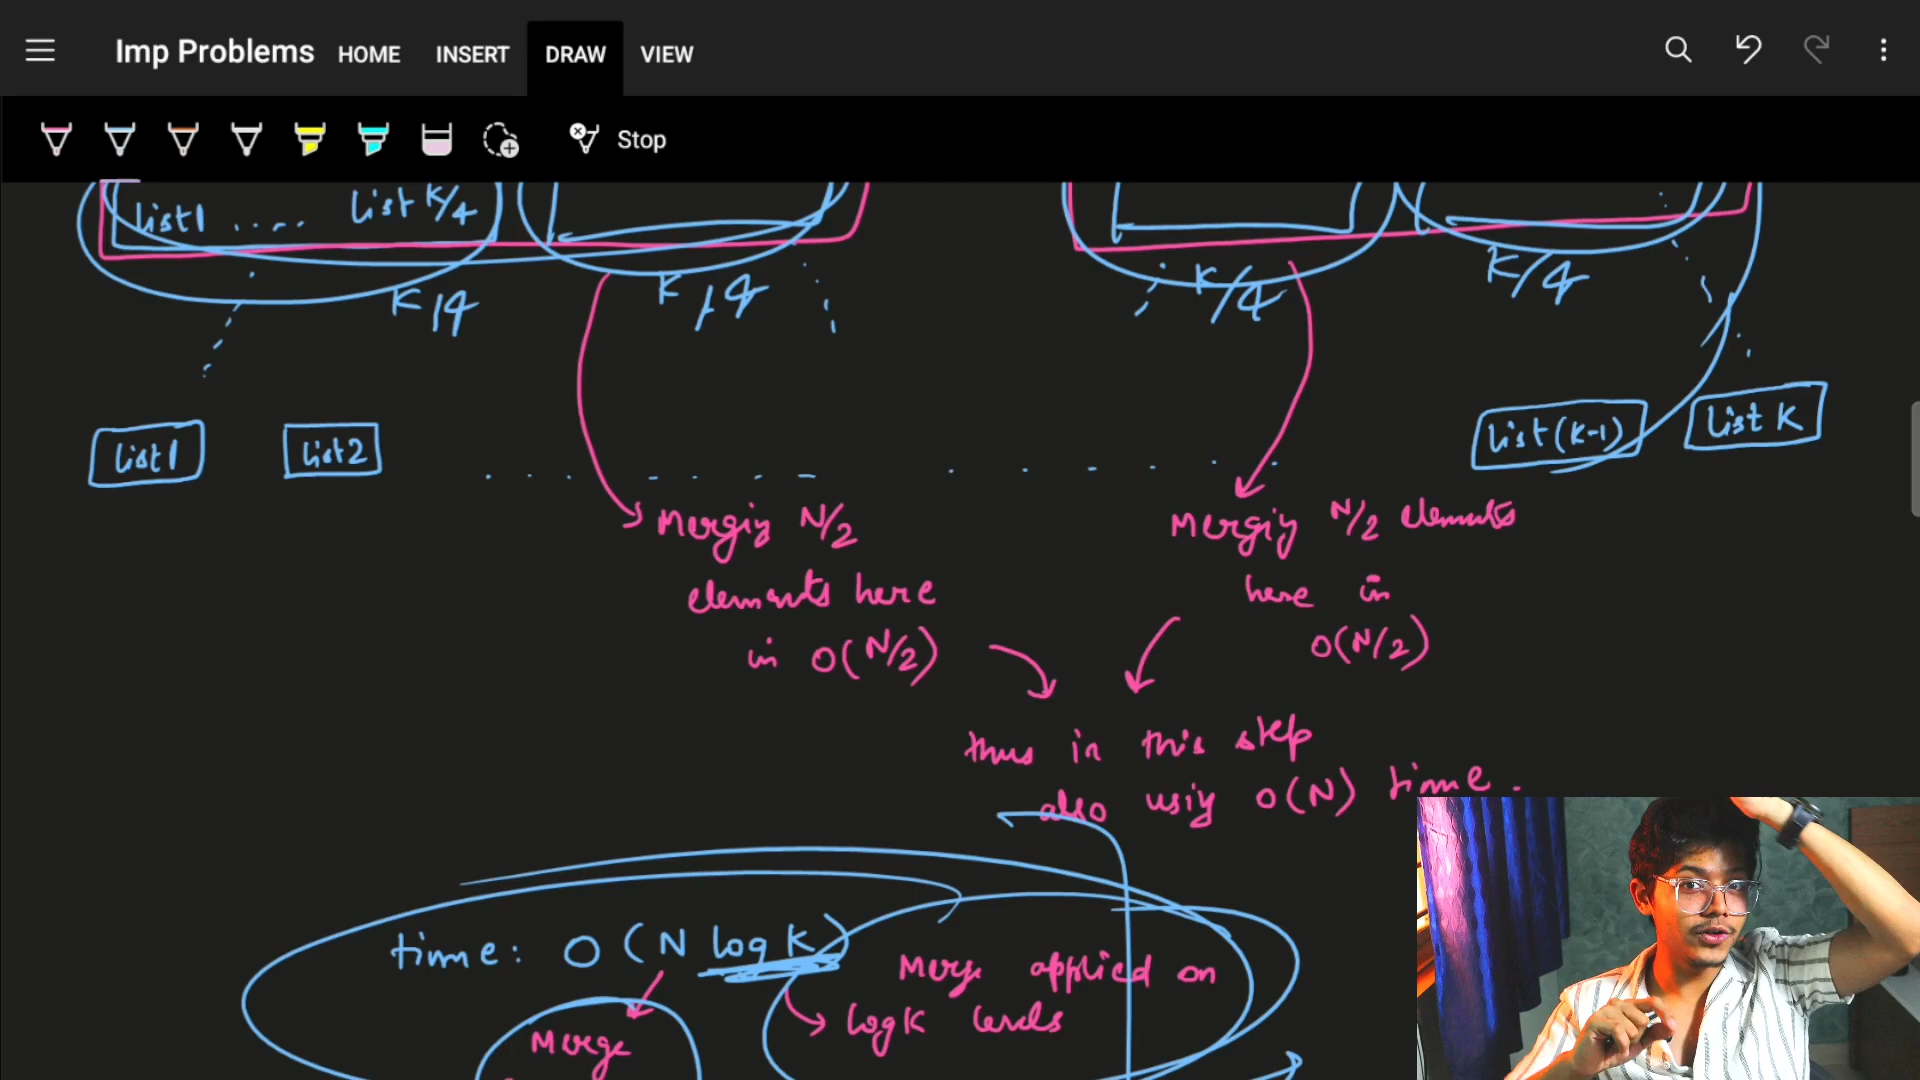 Imp Problems HOME INSERT DRAW VIEW
Stop
List1 ..... List K/4
K/4 K/4 K/4 K/4
List1 List2 List(K-1) List K
Merging N/2
elements here
in O(N/2)
Merging N/2 elements
here in
O(N/2)
thus in this step
also using O(N) time.
time: O(N log K)
Merge applied on
log K levels
Merge